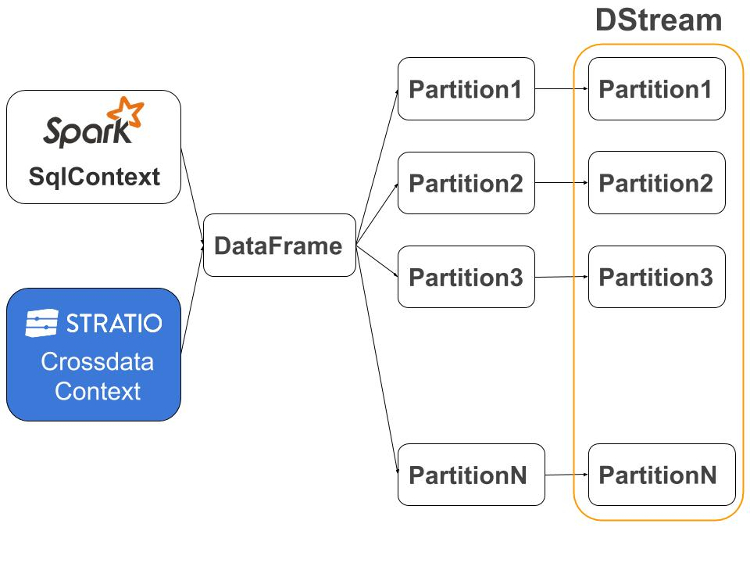 DStream
Spark
SqlContext
STRATIO
Crossdata
Context
DataFrame
Partition1
Partition2
Partition3
PartitionN
Partition1
Partition2
Partition3
PartitionN